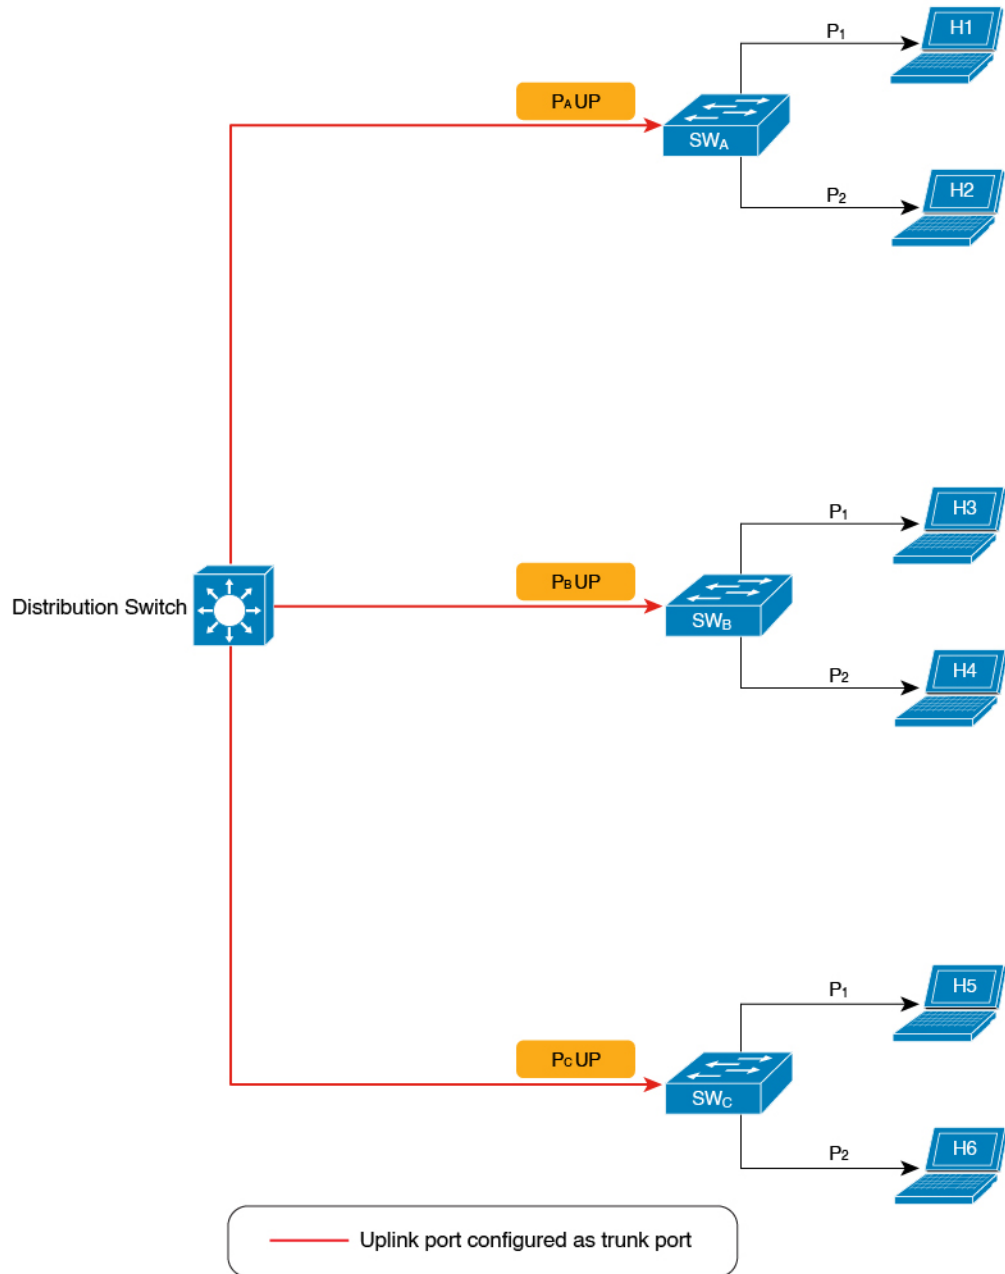 P₁
H1
PA UP
SWA
P₂
H2
P₁
H3
PB UP
Distribution Switch
SWB
P₂
H4
P₁
H5
PC UP
SWC
P₂
H6
Uplink port configured as trunk port